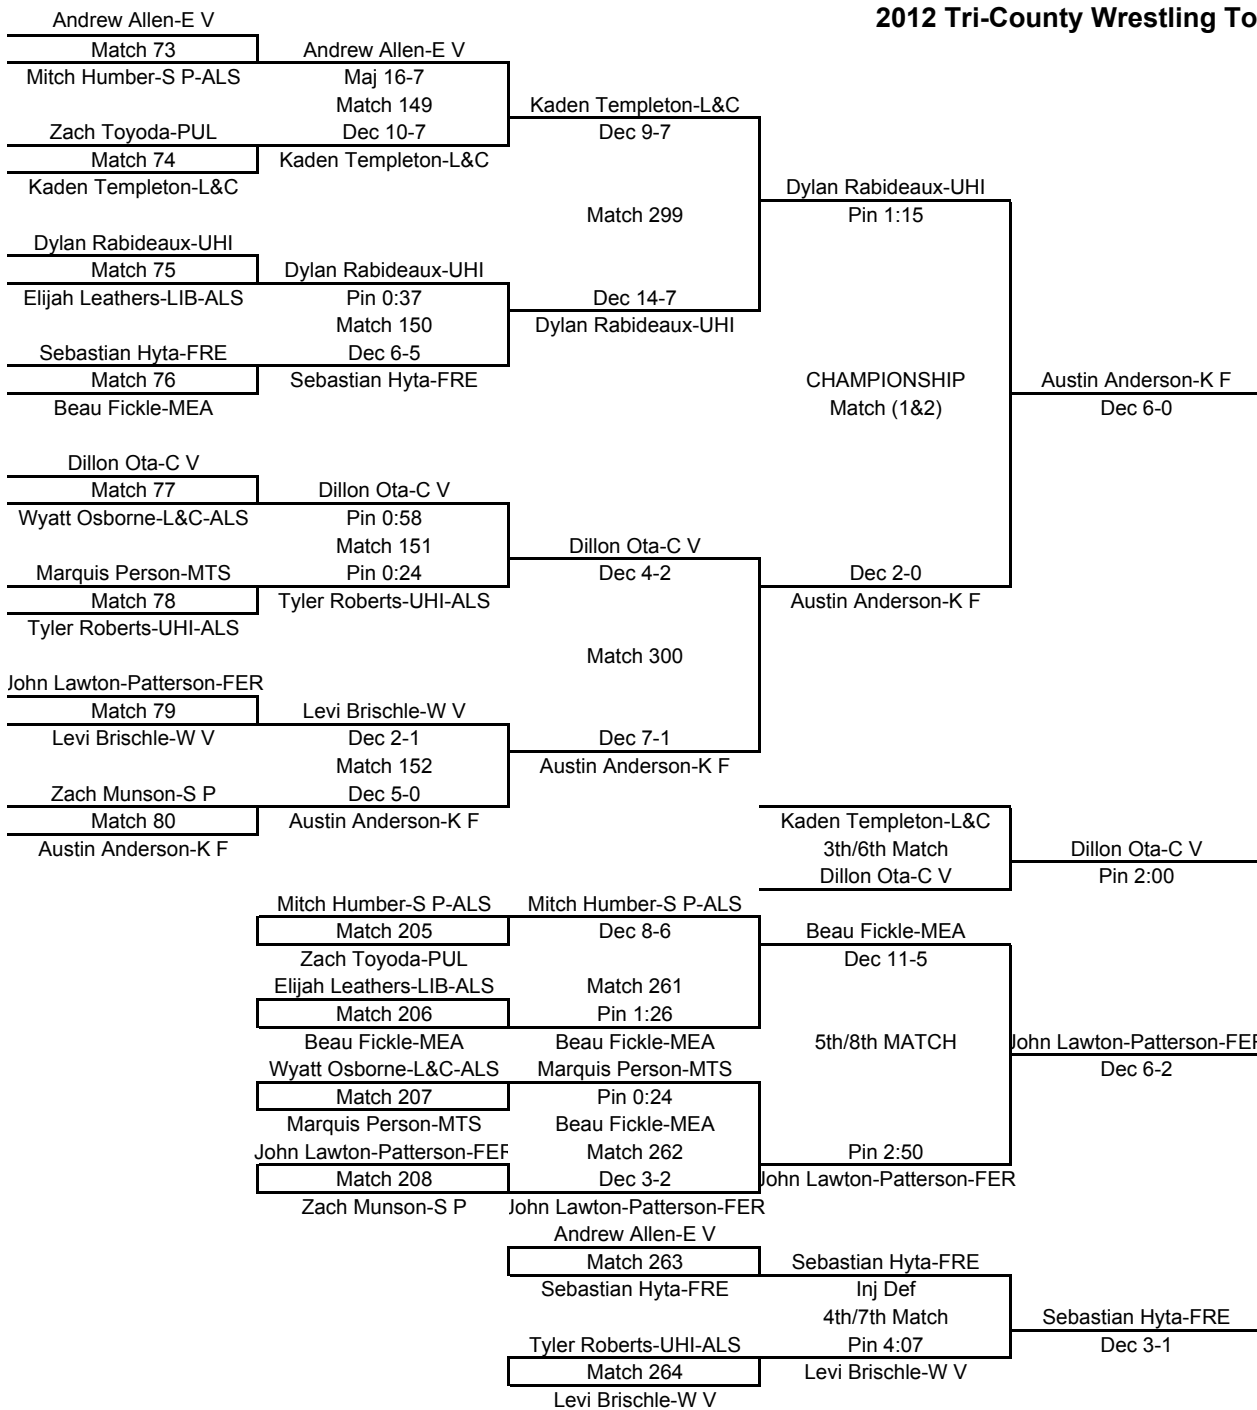 2012 Tri-County Wrestling To
Andrew Allen-E V
Match 73
Mitch Humber-S P-ALS
Zach Toyoda-PUL
Match 74
Kaden Templeton-L&C
Dylan Rabideaux-UHI
Match 75
Elijah Leathers-LIB-ALS
Sebastian Hyta-FRE
Match 76
Beau Fickle-MEA
Dillon Ota-C V
Match 77
Wyatt Osborne-L&C-ALS
Marquis Person-MTS
Match 78
Tyler Roberts-UHI-ALS
John Lawton-Patterson-FER
Match 79
Levi Brischle-W V
Zach Munson-S P
Match 80
Austin Anderson-K F
Andrew Allen-E V
Maj 16-7
Match 149
Dec 10-7
Kaden Templeton-L&C
Dylan Rabideaux-UHI
Pin 0:37
Match 150
Dec 6-5
Sebastian Hyta-FRE
Dillon Ota-C V
Pin 0:58
Match 151
Pin 0:24
Tyler Roberts-UHI-ALS
Levi Brischle-W V
Dec 2-1
Match 152
Dec 5-0
Austin Anderson-K F
Kaden Templeton-L&C
Dec 9-7
Match 299
Dec 14-7
Dylan Rabideaux-UHI
Dillon Ota-C V
Dec 4-2
Match 300
Dec 7-1
Austin Anderson-K F
Dylan Rabideaux-UHI
Pin 1:15
CHAMPIONSHIP
Match (1&2)
Dec 2-0
Austin Anderson-K F
Austin Anderson-K F
Dec 6-0
Kaden Templeton-L&C
3th/6th Match
Dillon Ota-C V
Dillon Ota-C V
Pin 2:00
Mitch Humber-S P-ALS
Match 205
Zach Toyoda-PUL
Elijah Leathers-LIB-ALS
Match 206
Beau Fickle-MEA
Wyatt Osborne-L&C-ALS
Match 207
Marquis Person-MTS
John Lawton-Patterson-FER
Match 208
Zach Munson-S P
Mitch Humber-S P-ALS
Dec 8-6
Match 261
Pin 1:26
Beau Fickle-MEA
Marquis Person-MTS
Pin 0:24
Beau Fickle-MEA
Match 262
Dec 3-2
John Lawton-Patterson-FER
Beau Fickle-MEA
Dec 11-5
5th/8th MATCH
Pin 2:50
John Lawton-Patterson-FER
John Lawton-Patterson-FER
Dec 6-2
Andrew Allen-E V
Match 263
Sebastian Hyta-FRE
Tyler Roberts-UHI-ALS
Match 264
Levi Brischle-W V
Sebastian Hyta-FRE
Inj Def
4th/7th Match
Pin 4:07
Levi Brischle-W V
Sebastian Hyta-FRE
Dec 3-1